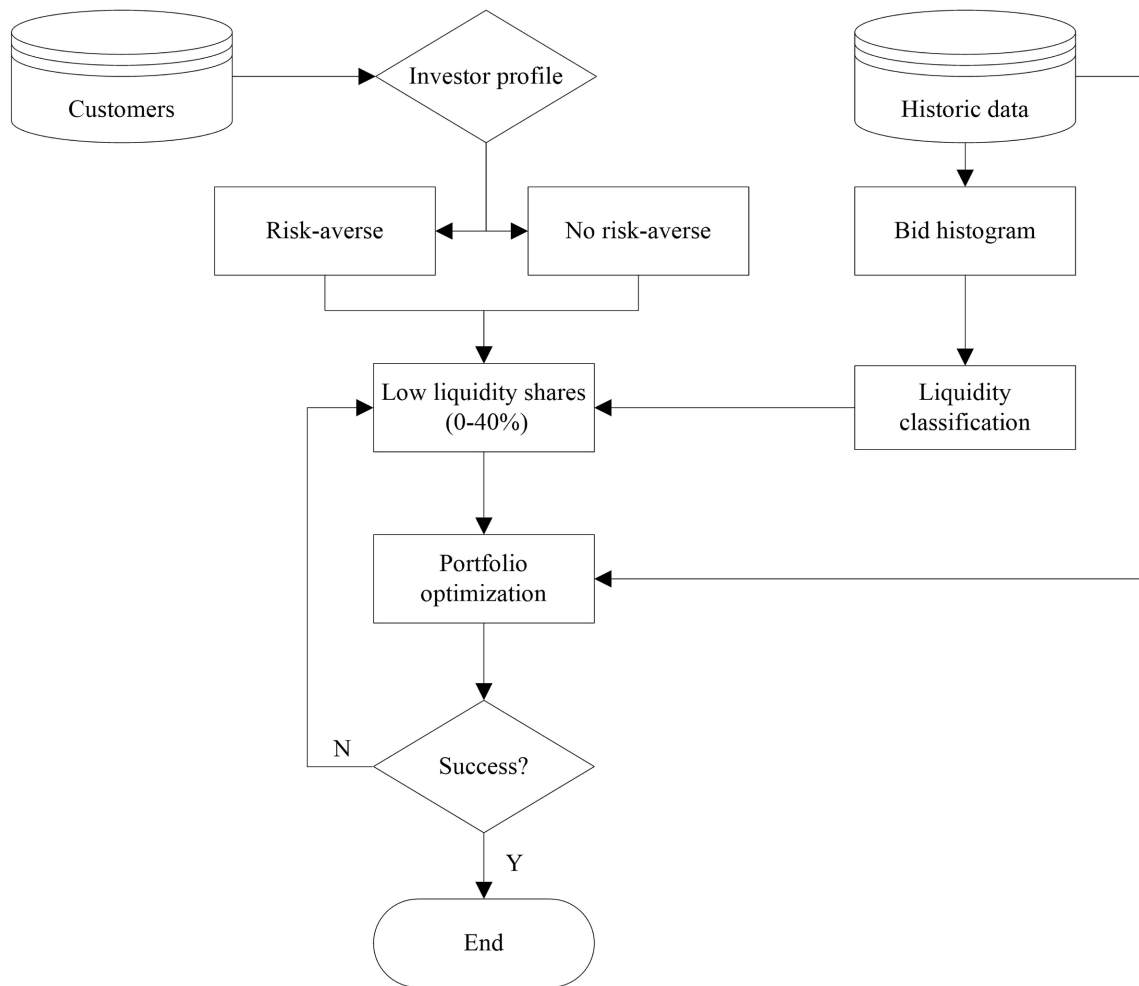 Customers
Investor profile
Historic data
Risk-averse
No risk-averse
Bid histogram
Low liquidity shares
(0-40%)
Liquidity
classification
Portfolio
optimization
N
Success?
Y
End